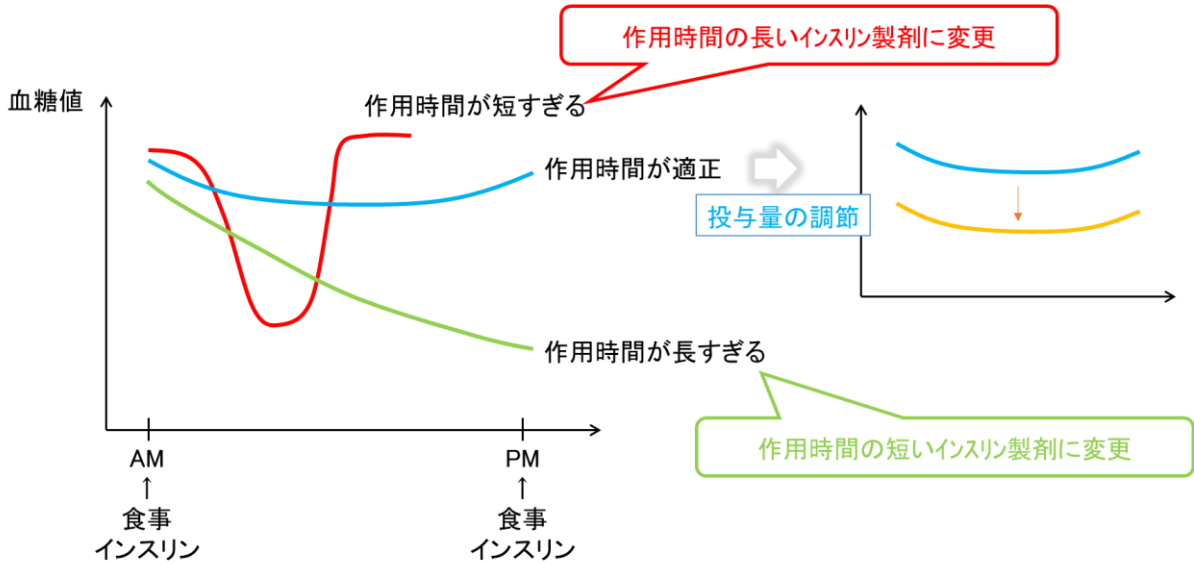 作用時間の長いインスリン製剤に変更
血糖値
作用時間が短すぎる
作用時間が適正
投与量の調節
作用時間が長すぎる
作用時間の短いインスリン製剤に変更
AM
↑
食事
インスリン
PM
↑
食事
インスリン